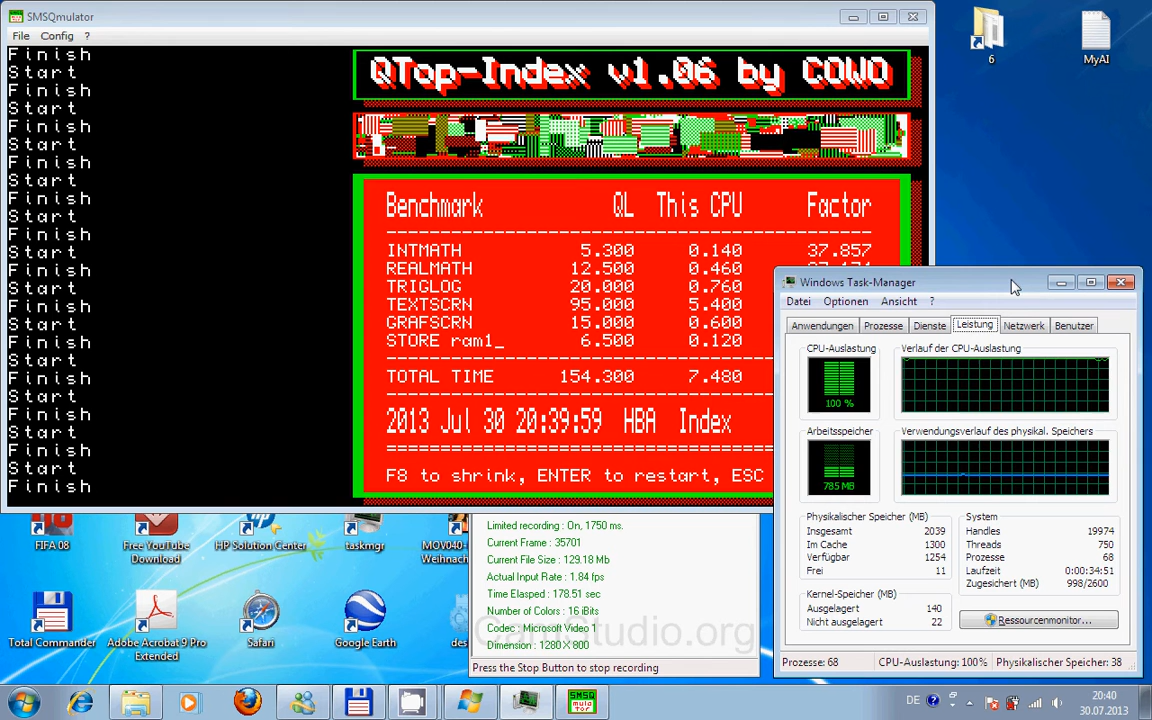 SMSQmulator
File Config ?
Finish
Start
Finish
Start
Finish
Start
Finish
Start
Finish
Start
Finish
Start
Finish
Start
Finish
Start
Finish
Start
Finish
Start
Finish
Start
Finish
Start
Finish
QTop-Index v1.06 by COWO
Benchmark QL This CPU Factor
INTMATH 5.300 0.140 37.857
REALMATH 12.500 0.460
TRIGLOG 20.000 0.760
TEXTSCRN 95.000 5.400
GRAFSCRN 15.000 0.600
STORE ram1_ 6.500 0.120
TOTAL TIME 154.300 7.480
2013 Jul 30 20:39:59 HBA Index
F8 to shrink, ENTER to restart, ESC
6
MyAI
Windows Task-Manager
Datei Optionen Ansicht ?
Anwendungen Prozesse Dienste Leistung Netzwerk Benutzer
CPU-Auslastung Verlauf der CPU-Auslastung
100 %
Arbeitsspeicher Verwendungsverlauf des physikal. Speichers
785 MB
Physikalischer Speicher (MB)
Insgesamt 2039
Im Cache 1300
Verfügbar 1254
Frei 11
Kernel-Speicher (MB)
Ausgelagert 140
Nicht ausgelagert 22
System
Handles 19974
Threads 750
Prozesse 68
Laufzeit 0:00:34:51
Zugesichert (MB) 998/2600
Ressourcenmonitor...
Prozesse: 68 CPU-Auslastung: 100% Physikalischer Speicher: 38
FIFA 08
Free YouTube Download
HP Solution Center
taskmgr
MOV040-
Weihnach
Total Commander
Adobe Acrobat 9 Pro Extended
Safari
Google Earth
des
Limited recording : On, 1750 ms.
Current Frame : 35701
Current File Size : 129.18 Mb
Actual Input Rate : 1.84 fps
Time Elasped : 178.51 sec
Number of Colors : 16 iBits
Codec : Microsoft Video 1
Dimension : 1280 X 800
CamStudio.org
Press the Stop Button to stop recording
SMSQ
mula
tor
DE
20:40
30.07.2013